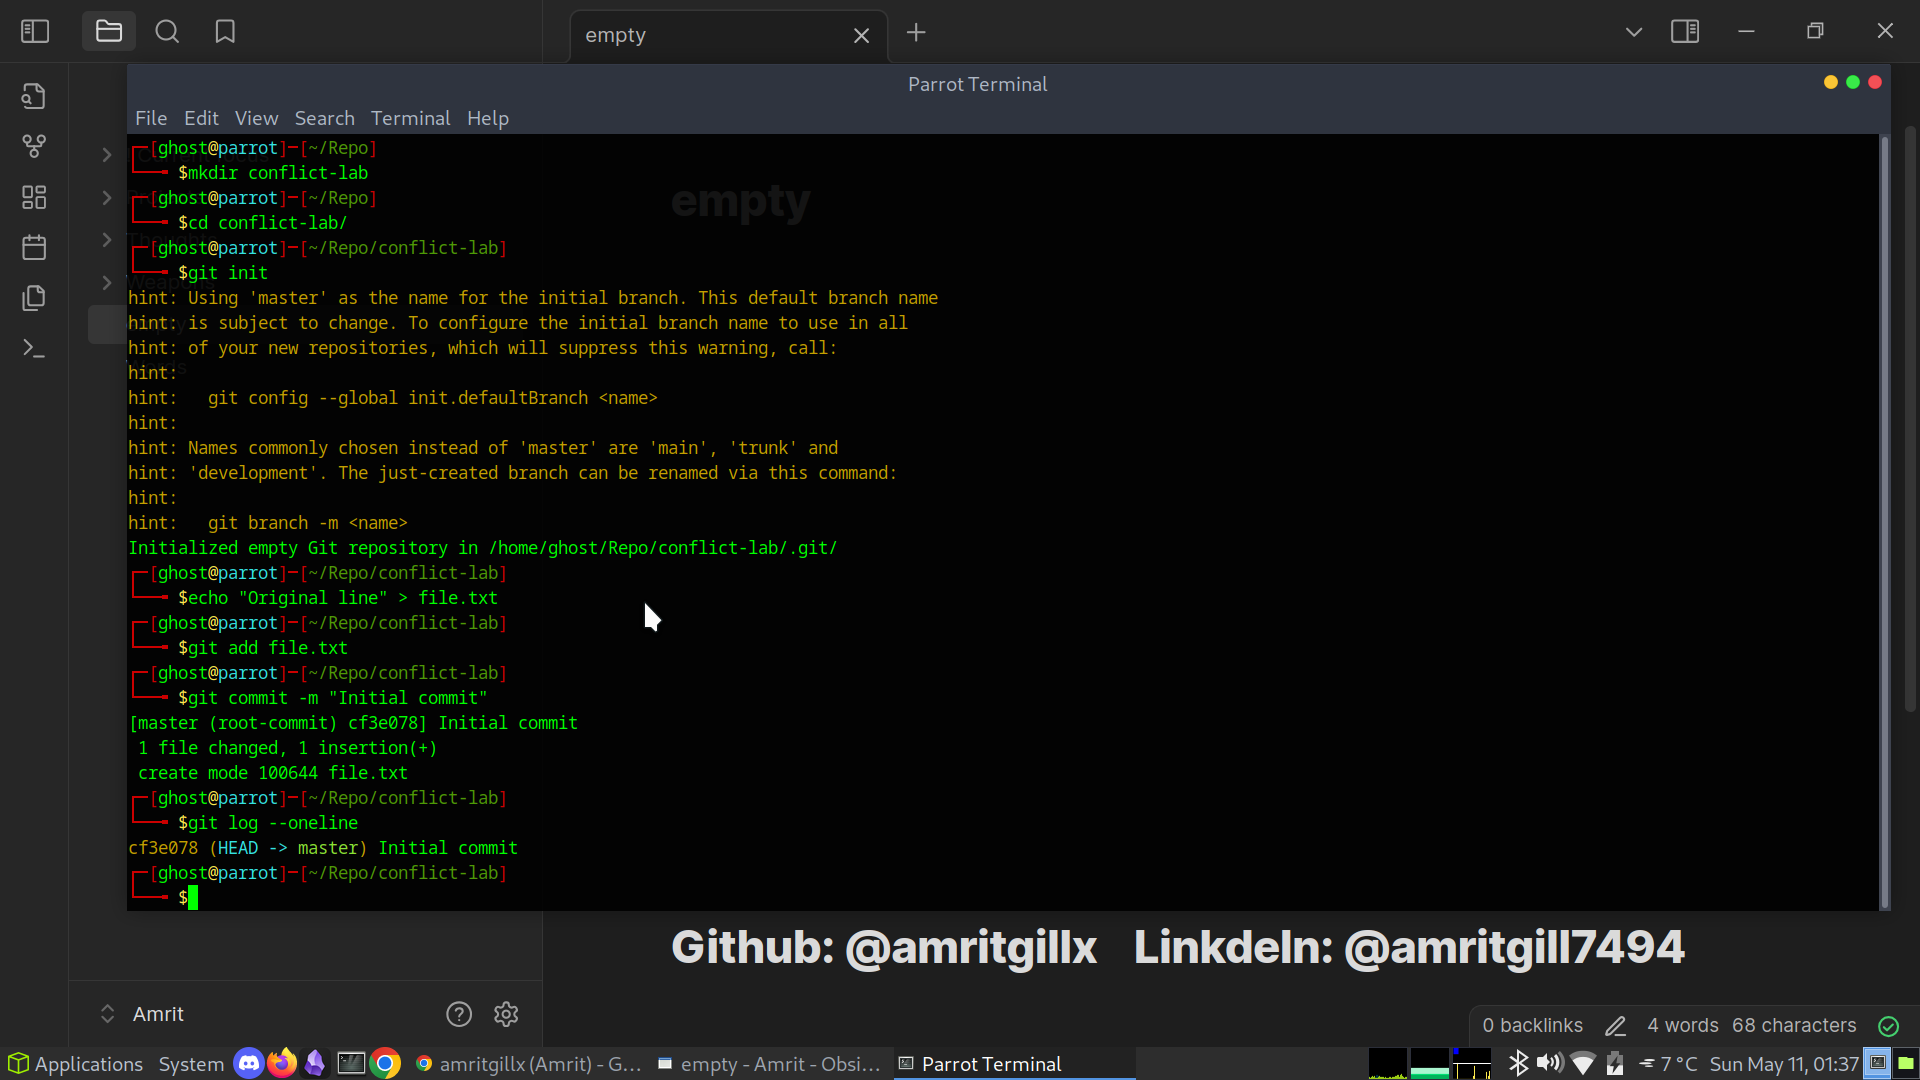 empty
Parrot Terminal
File Edit View Search Terminal Help
[ghost@parrot]-[~/Repo]
$mkdir conflict-lab
[ghost@parrot]-[~/Repo]
$cd conflict-lab/
[ghost@parrot]-[~/Repo/conflict-lab]
$git init
hint: Using 'master' as the name for the initial branch. This default branch name
hint: is subject to change. To configure the initial branch name to use in all
hint: of your new repositories, which will suppress this warning, call:
hint:
hint:   git config --global init.defaultBranch <name>
hint:
hint: Names commonly chosen instead of 'master' are 'main', 'trunk' and
hint: 'development'. The just-created branch can be renamed via this command:
hint:
hint:   git branch -m <name>
Initialized empty Git repository in /home/ghost/Repo/conflict-lab/.git/
[ghost@parrot]-[~/Repo/conflict-lab]
$echo "Original line" > file.txt
[ghost@parrot]-[~/Repo/conflict-lab]
$git add file.txt
[ghost@parrot]-[~/Repo/conflict-lab]
$git commit -m "Initial commit"
[master (root-commit) cf3e078] Initial commit
1 file changed, 1 insertion(+)
create mode 100644 file.txt
[ghost@parrot]-[~/Repo/conflict-lab]
$git log --oneline
cf3e078 (HEAD -> master) Initial commit
[ghost@parrot]-[~/Repo/conflict-lab]
$
empty
Github: @amritgillx Linkdeln: @amritgill7494
Amrit
0 backlinks 4 words 68 characters
Applications System amritgillx (Amrit) - G... empty - Amrit - Obsi... Parrot Terminal 7 °C Sun May 11, 01:37